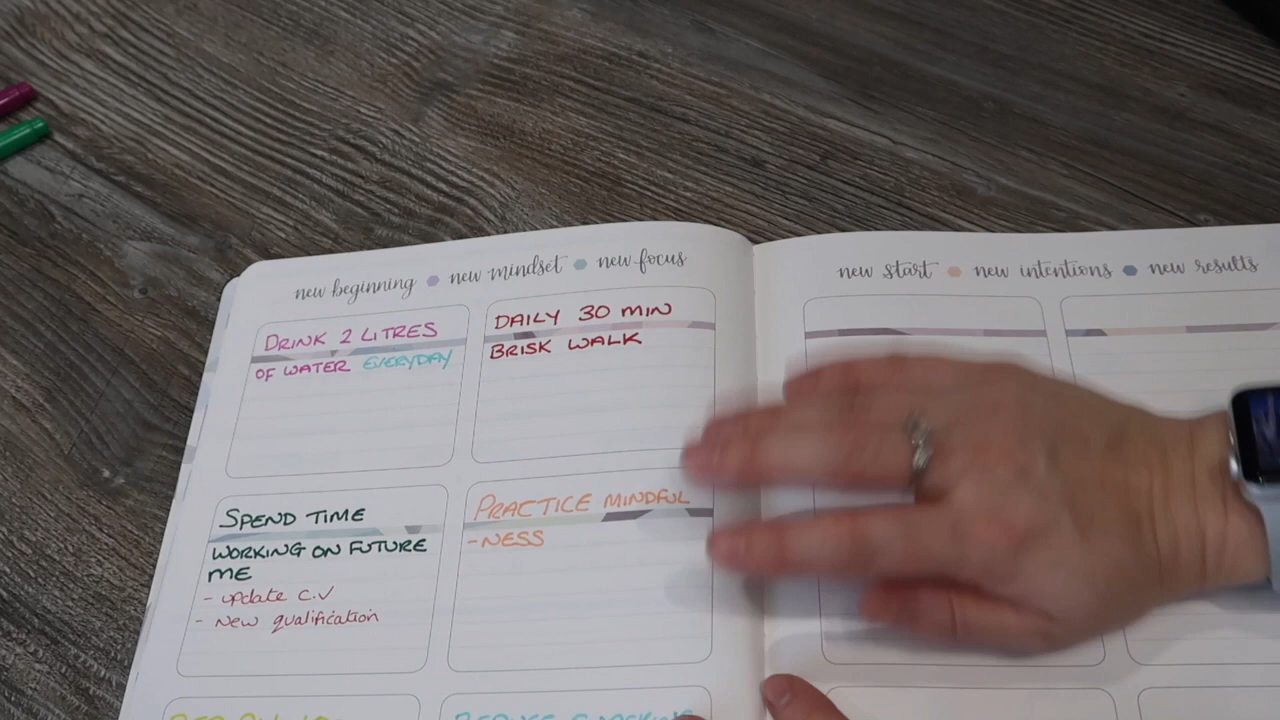 new beginning new mindset new focus
DRINK 2 LITRES
OF WATER EVERYDAY
DAILY 30 MIN
BRISK WALK
SPEND TIME
WORKING ON FUTURE
ME
- update C.V
- New qualification
PRACTICE MINDFUL
-NESS
new start new intentions new results